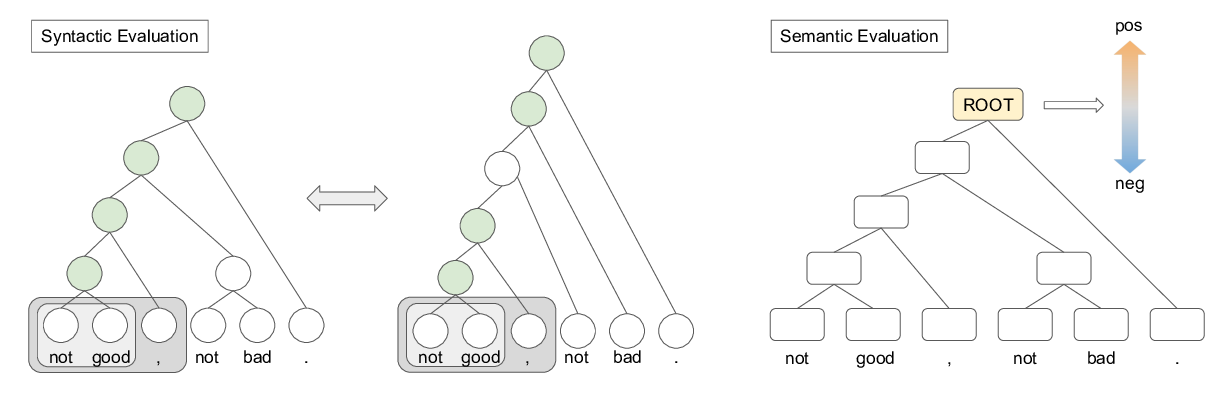 Syntactic Evaluation
not good , not bad .
not good , not bad .
Semantic Evaluation
pos
ROOT
neg
not good , not bad .